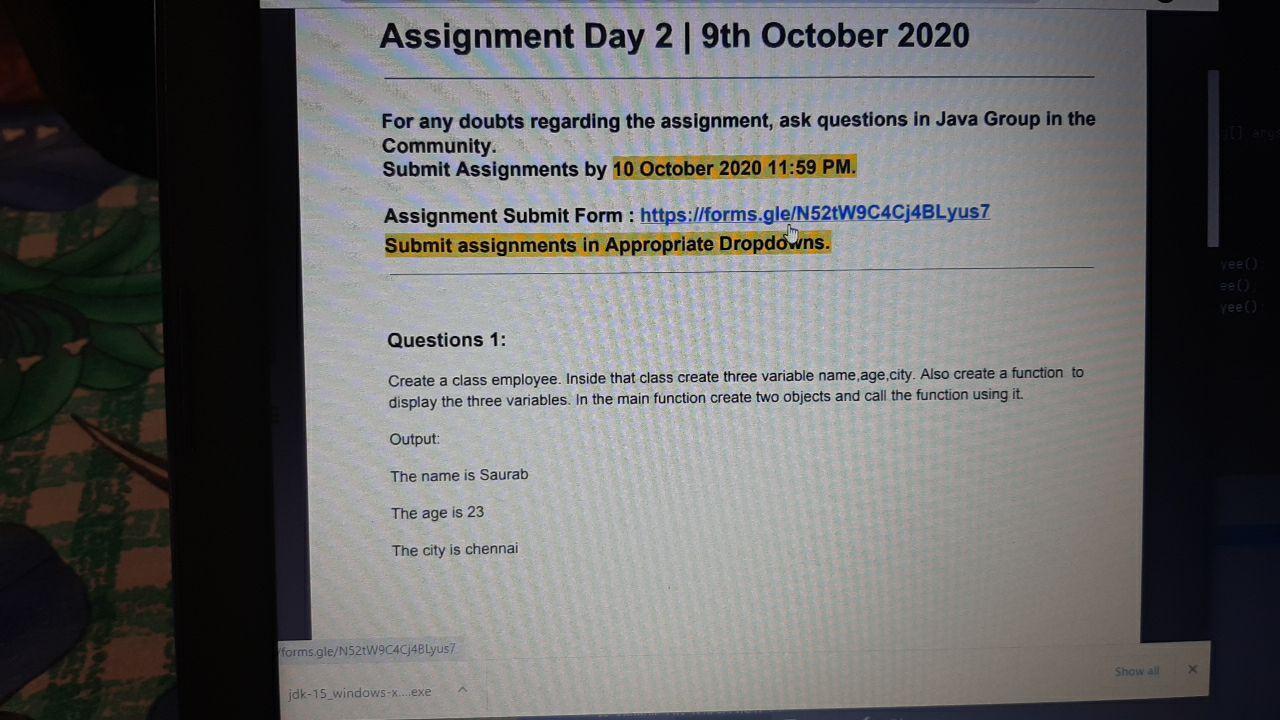 Assignment Day 2 | 9th October 2020
For any doubts regarding the assignment, ask questions in Java Group in the
Community.
Submit Assignments by 10 October 2020 11:59 PM.
Assignment Submit Form : https://forms.gle/N52tW9C4Cj4BLyus7
Submit assignments in Appropriate Dropdowns.
Questions 1:
Create a class employee. Inside that class create three variable name,age,city. Also create a function to
display the three variables. In the main function create two objects and call the function using it.
Output:
The name is Saurab
The age is 23
The city is chennai
/forms.gle/N52tW9C4Cj4BLyus7
jdk-15_windows-x....exe
Show all
g[] arg
yee()
ee()
yee()